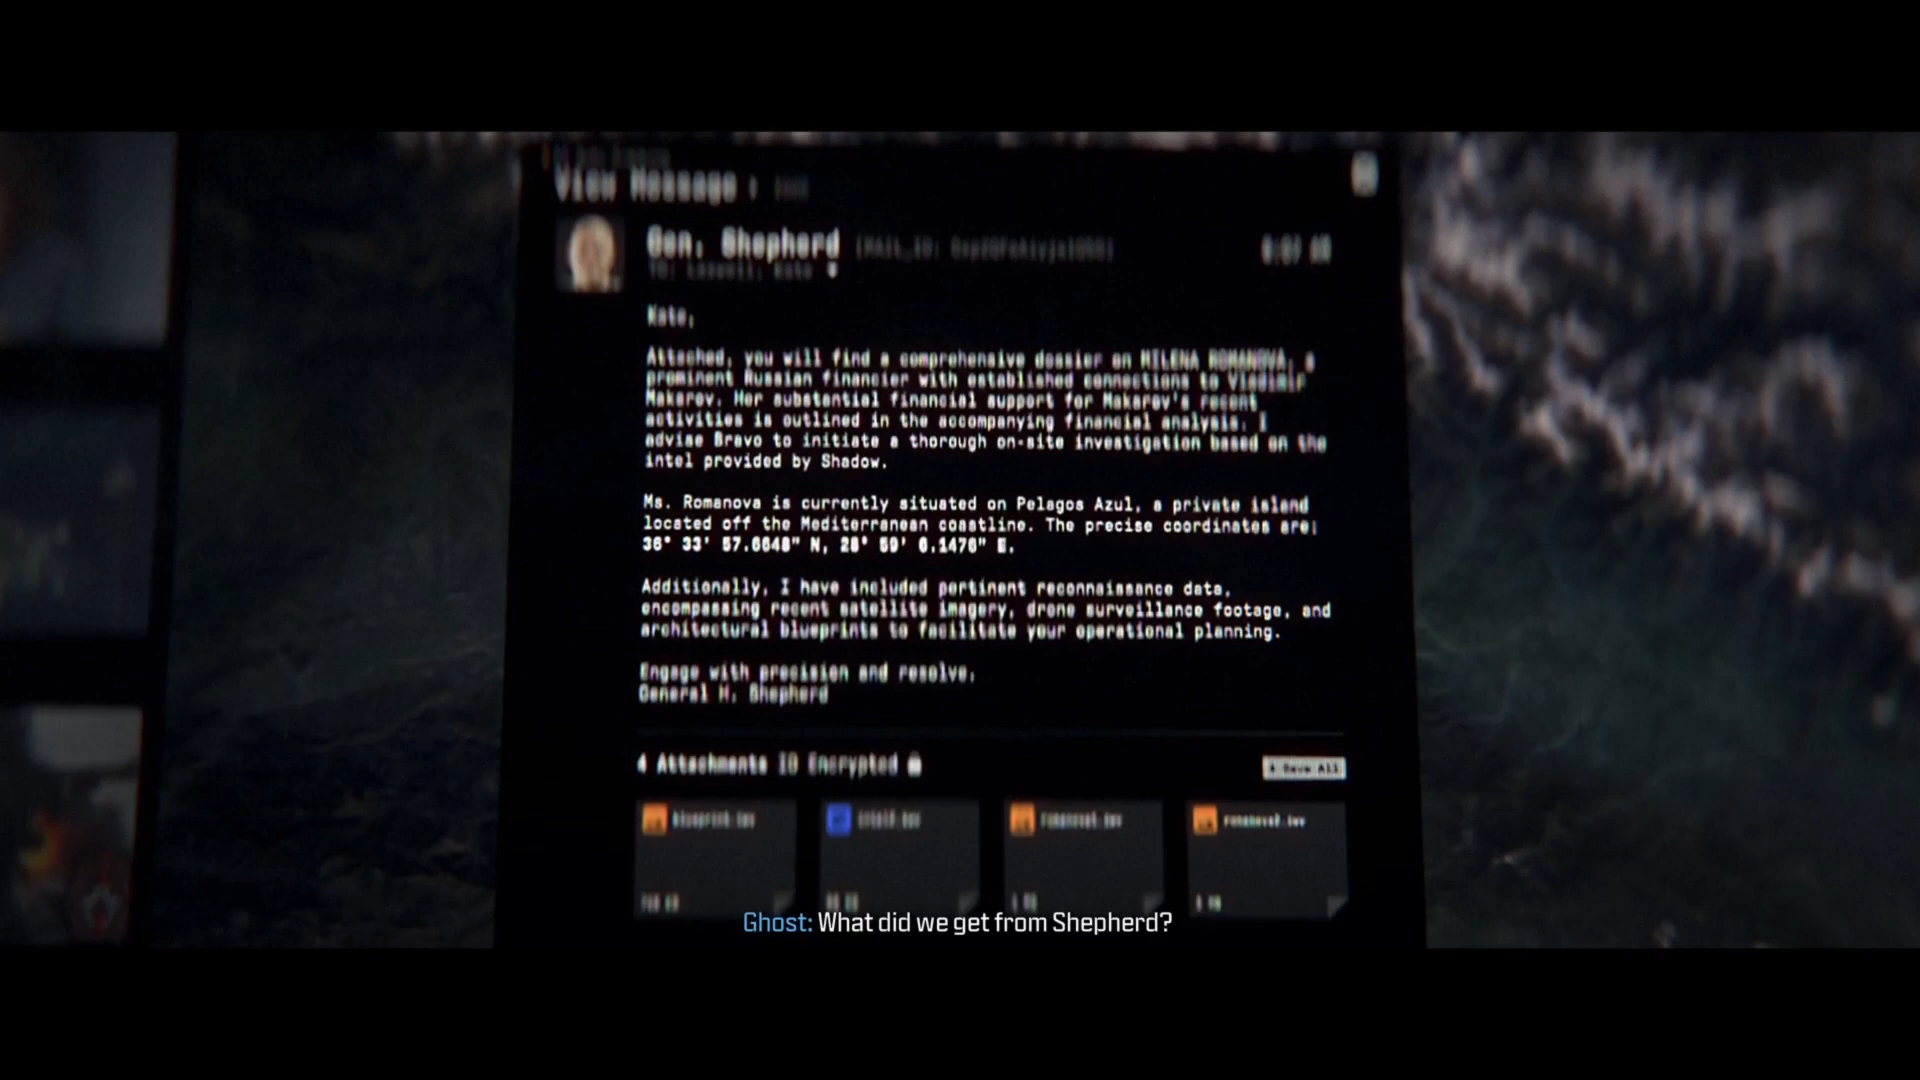 View Message
Gen. Shepherd
Kate,
Attached, you will find a comprehensive dossier on MILENA ROMANOVA, a
prominent Russian financier with established connections to Vladimir
Makarov. Her substantial financial support for Makarov's recent
activities is outlined in the accompanying financial analysis. I
advise Bravo to initiate a thorough on-site investigation based on the
intel provided by Shadow.
Ms. Romanova is currently situated on Pelagos Azul, a private island
located off the Mediterranean coastline. The precise coordinates are:
36° 33' N, E.
Additionally, I have included pertinent reconnaissance data,
encompassing recent satellite imagery, drone surveillance footage, and
architectural blueprints to facilitate your operational planning.
Engage with precision and resolve,
General H. Shepherd
4 Attachments Encrypted
Save All
Ghost: What did we get from Shepherd?